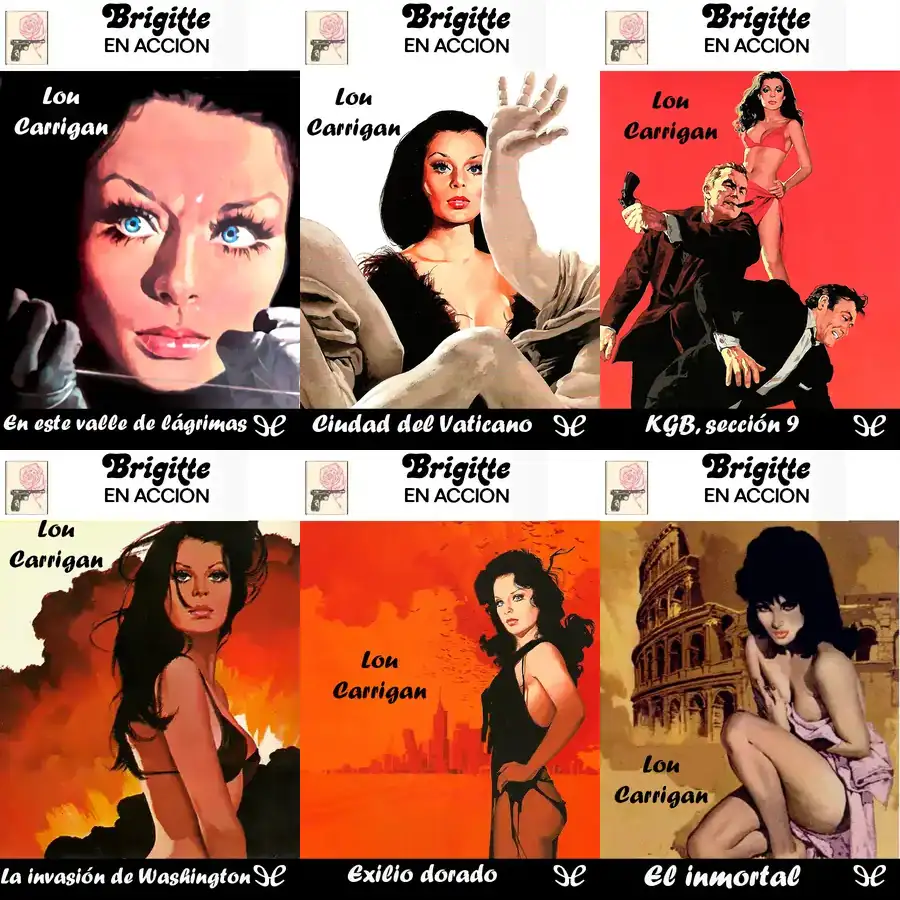 Brigitte
EN ACCION
Lou
Carrigan
En este valle de lágrimas
Brigitte
EN ACCION
Lou
Carrigan
Ciudad del Vaticano
Brigitte
EN ACCION
Lou
Carrigan
KGB, sección 9
Brigitte
EN ACCION
Lou
Carrigan
La invasión de Washington
Brigitte
EN ACCION
Lou
Carrigan
Exilio dorado
Brigitte
EN ACCION
Lou
Carrigan
El inmortal